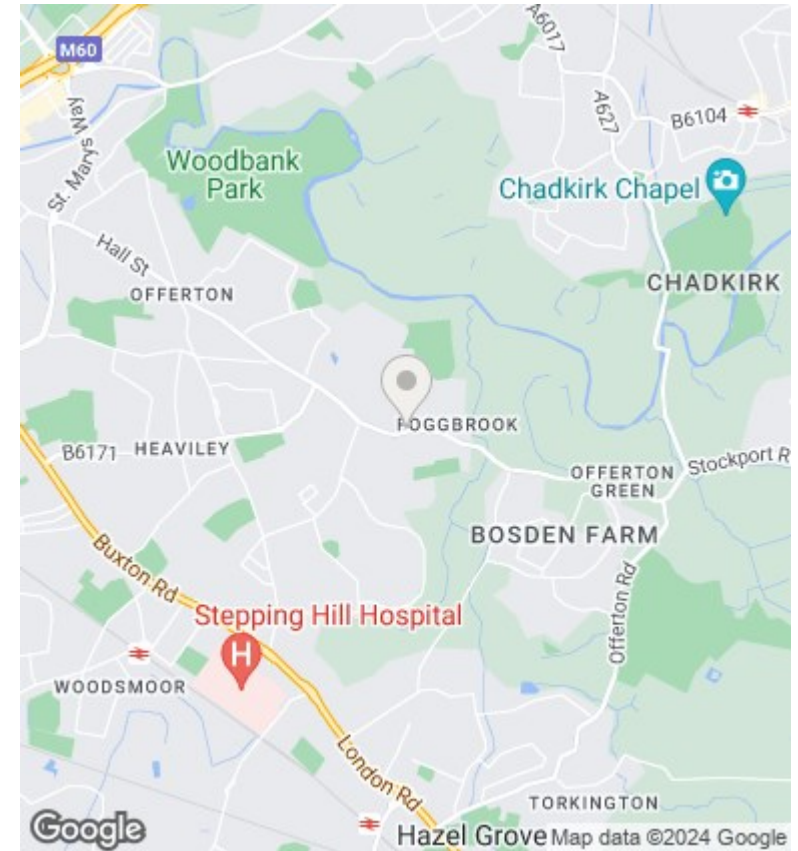 A6017
M60
A627
B6104
St. Marys Way
Woodbank
Park
Chadkirk Chapel
Hall St
OFFERTON
CHADKIRK
FOGGBROOK
B6171
HEAVILEY
Stockport R
OFFERTON
GREEN
BOSDEN FARM
Buxton Rd
Offerton Rd
Stepping Hill Hospital
H
WOODSMOOR
London Rd
TORKINGTON
Google
Hazel Grove
Map data ©2024 Google